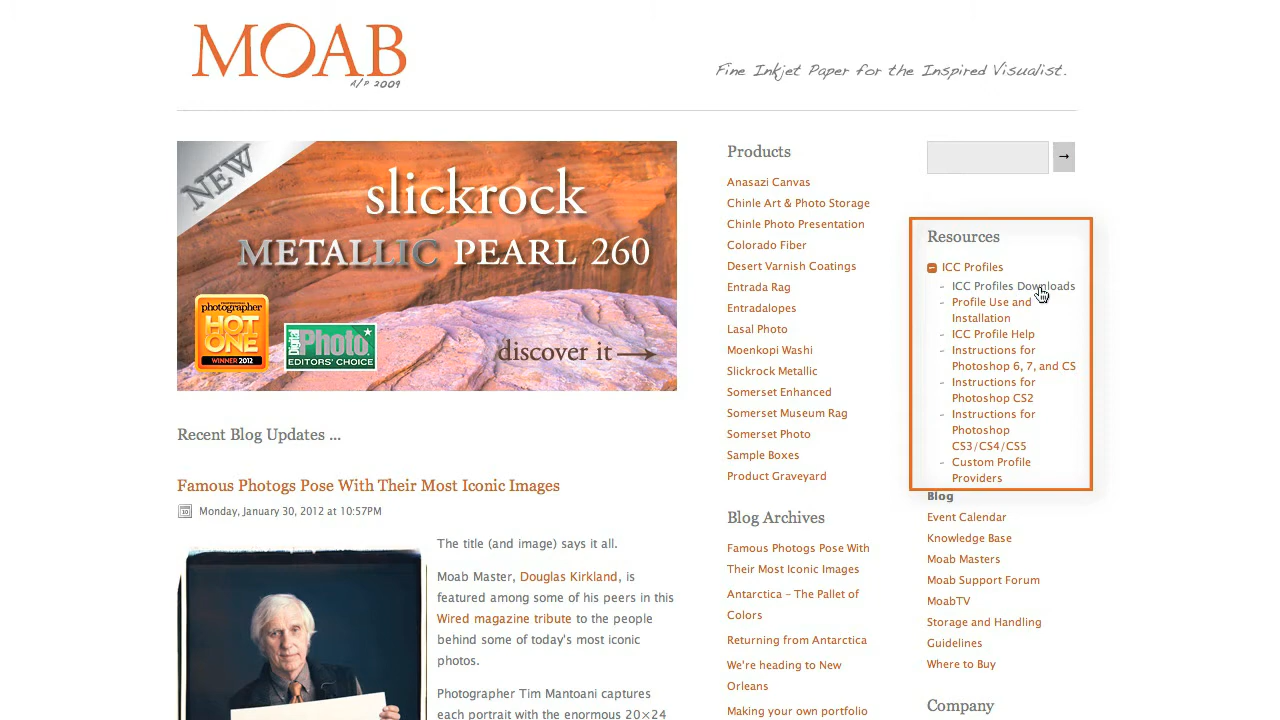 MOAB
A/P 2009
Fine Inkjet Paper for the Inspired Visualist.
NEW
slickrock
METALLIC PEARL 260
photographer
HOT
ONE
WINNER 2012
Digital
Photo
EDITORS' CHOICE
discover it
Recent Blog Updates ...
Famous Photogs Pose With Their Most Iconic Images
Monday, January 30, 2012 at 10:57PM
The title (and image) says it all.
Moab Master, Douglas Kirkland, is
featured among some of his peers in this
Wired magazine tribute to the people
behind some of today's most iconic
photos.
Photographer Tim Mantoani captures
each portrait with the enormous 20×24
Products
Anasazi Canvas
Chinle Art & Photo Storage
Chinle Photo Presentation
Colorado Fiber
Desert Varnish Coatings
Entrada Rag
Entradalopes
Lasal Photo
Moenkopi Washi
Slickrock Metallic
Somerset Enhanced
Somerset Museum Rag
Somerset Photo
Sample Boxes
Product Graveyard
Blog Archives
Famous Photogs Pose With
Their Most Iconic Images
Antarctica – The Pallet of
Colors
Returning from Antarctica
We're heading to New
Orleans
Making your own portfolio
Resources
ICC Profiles
ICC Profiles Downloads
Profile Use and
Installation
ICC Profile Help
Instructions for
Photoshop 6, 7, and CS
Instructions for
Photoshop CS2
Instructions for
Photoshop
CS3/CS4/CS5
Custom Profile
Providers
Blog
Event Calendar
Knowledge Base
Moab Masters
Moab Support Forum
MoabTV
Storage and Handling
Guidelines
Where to Buy
Company